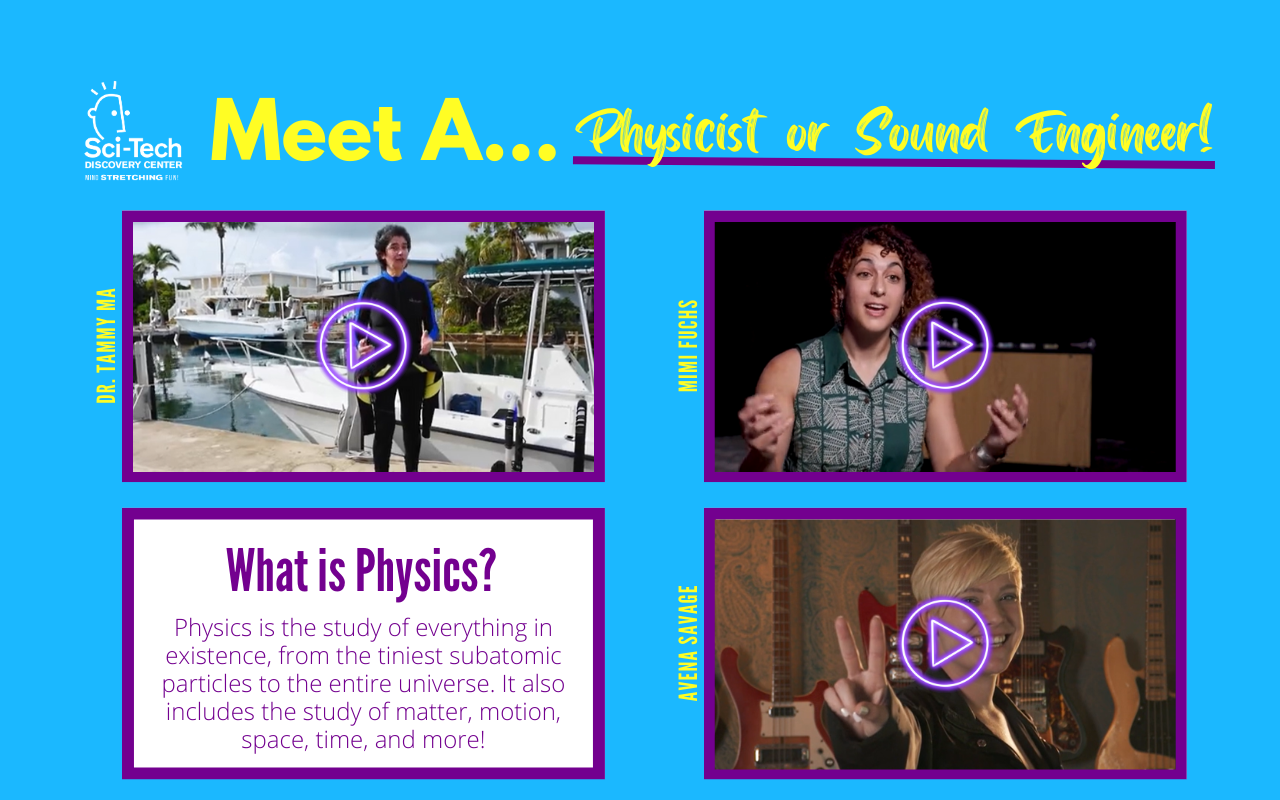 Sci-Tech
DISCOVERY CENTER
MIND STRETCHING FUN!
Meet A... Physicist or Sound Engineer!
DR. TAMMY MA
MIMI FUCHS
What is Physics?
Physics is the study of everything in
existence, from the tiniest subatomic
particles to the entire universe. It also
includes the study of matter, motion,
space, time, and more!
AVENA SAVAGE